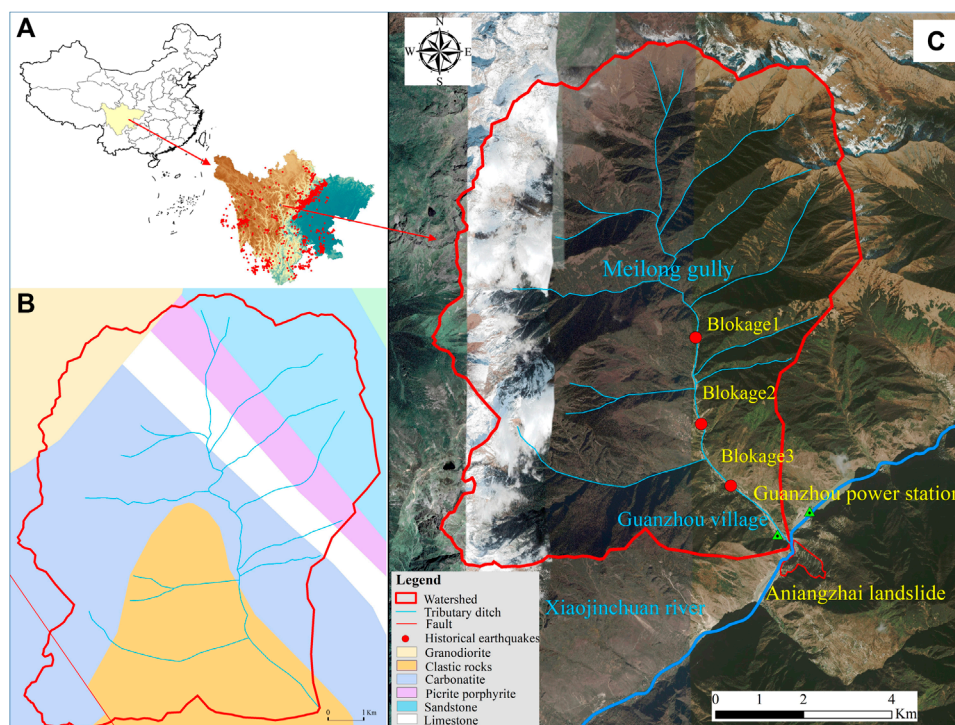 A
B
0 1 Km
N
W E
S
C
Meilong gully
Blokage1
Blokage2
Blokage3
Guanzhou power station
Guanzhou village
Aniangzhai landslide
Xiaojinchuan river
Legend
Watershed
Tributary ditch
Fault
Historical earthquakes
Granodiorite
Clastic rocks
Carbonatite
Picrite porphyrite
Sandstone
Limestone
0 1 2 4
Km